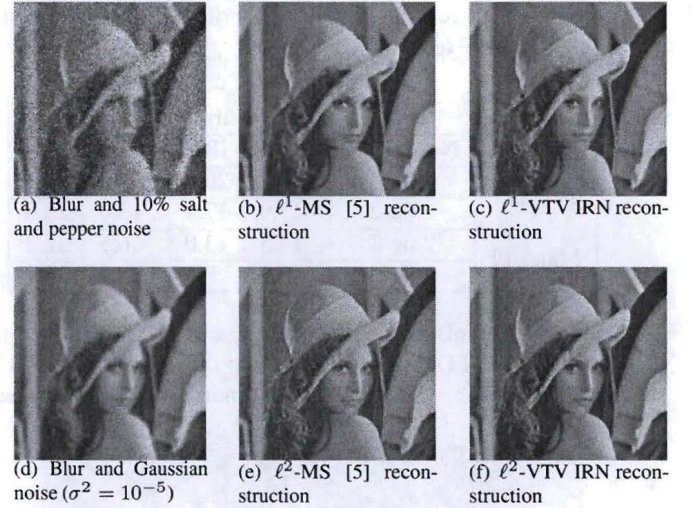 (a) Blur and 10% salt
and pepper noise
(b) ℓ¹-MS [5] recon-
struction
(c) ℓ¹-VTV IRN recon-
struction
(d) Blur and Gaussian
noise (σ² = 10⁻⁵)
(e) ℓ²-MS [5] recon-
struction
(f) ℓ²-VTV IRN recon-
struction